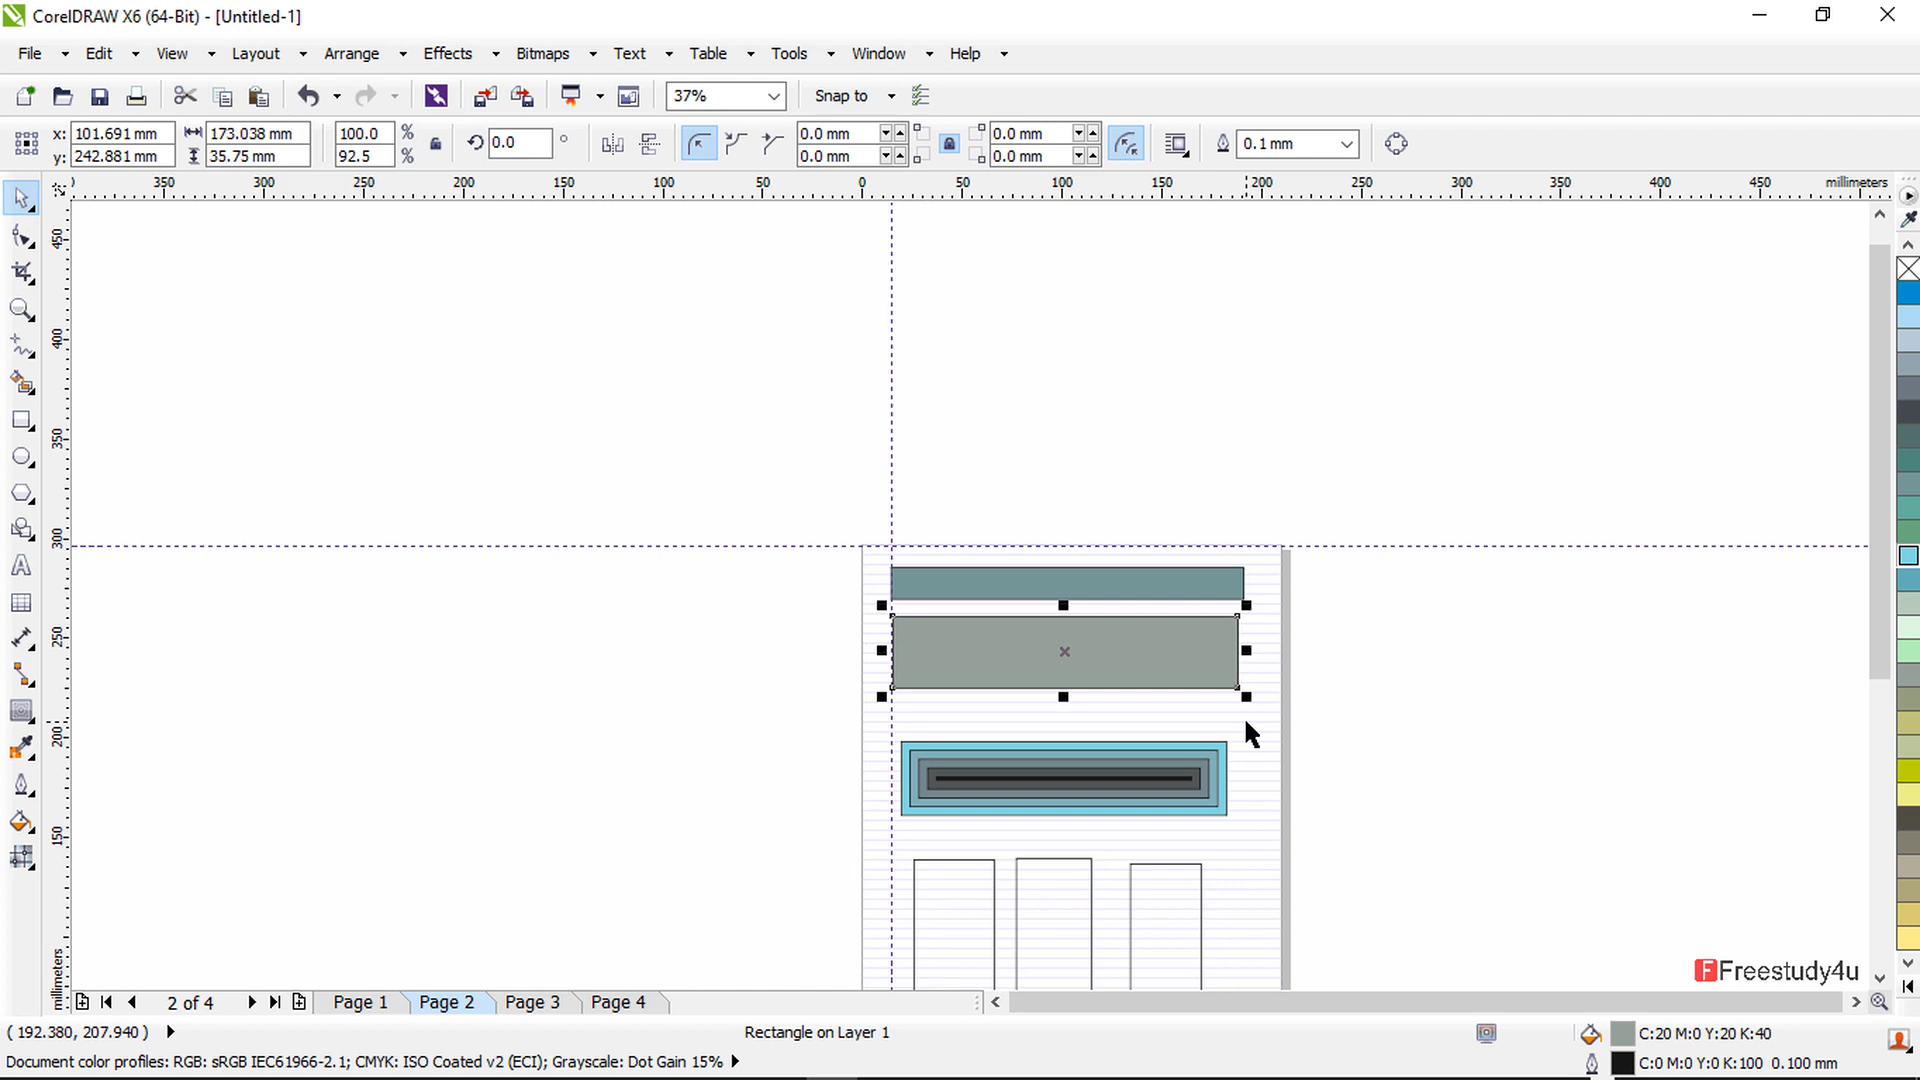 CorelDRAW X6 (64-Bit) - [Untitled-1]
File Edit View Layout Arrange Effects Bitmaps Text Table Tools Window Help
37% Snap to
x: 101.691 mm 173.038 mm 100.0 % 0.0 ° 0.0 mm 0.0 mm 0.1 mm
y: 242.881 mm 35.75 mm 92.5 % 0.0 mm 0.0 mm
350 300 250 200 150 100 50 0 50 100 150 200 250 300 350 400 450 millimeters
450
400
350
300
250
200
150
millimeters
Freestudy4u
2 of 4 Page 1 Page 2 Page 3 Page 4
( 192.380, 207.940 ) Rectangle on Layer 1 C:20 M:0 Y:20 K:40
Document color profiles: RGB: sRGB IEC61966-2.1; CMYK: ISO Coated v2 (ECI); Grayscale: Dot Gain 15% C:0 M:0 Y:0 K:100 0.100 mm